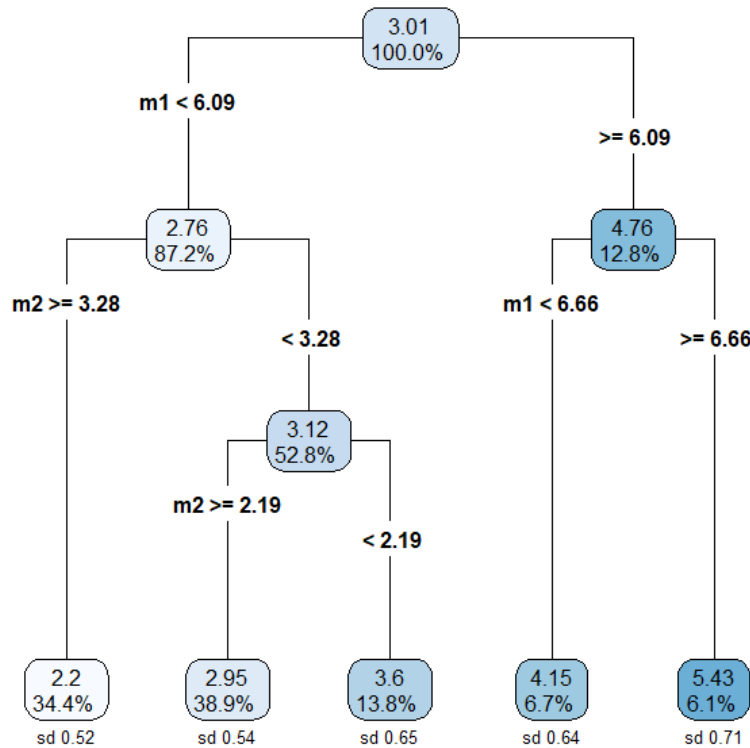 3.01
100.0%
m1 < 6.09
>= 6.09
2.76
87.2%
4.76
12.8%
m2 >= 3.28
< 3.28
m1 < 6.66
>= 6.66
3.12
52.8%
m2 >= 2.19
< 2.19
2.2
34.4%
2.95
38.9%
3.6
13.8%
4.15
6.7%
5.43
6.1%
sd 0.52
sd 0.54
sd 0.65
sd 0.64
sd 0.71